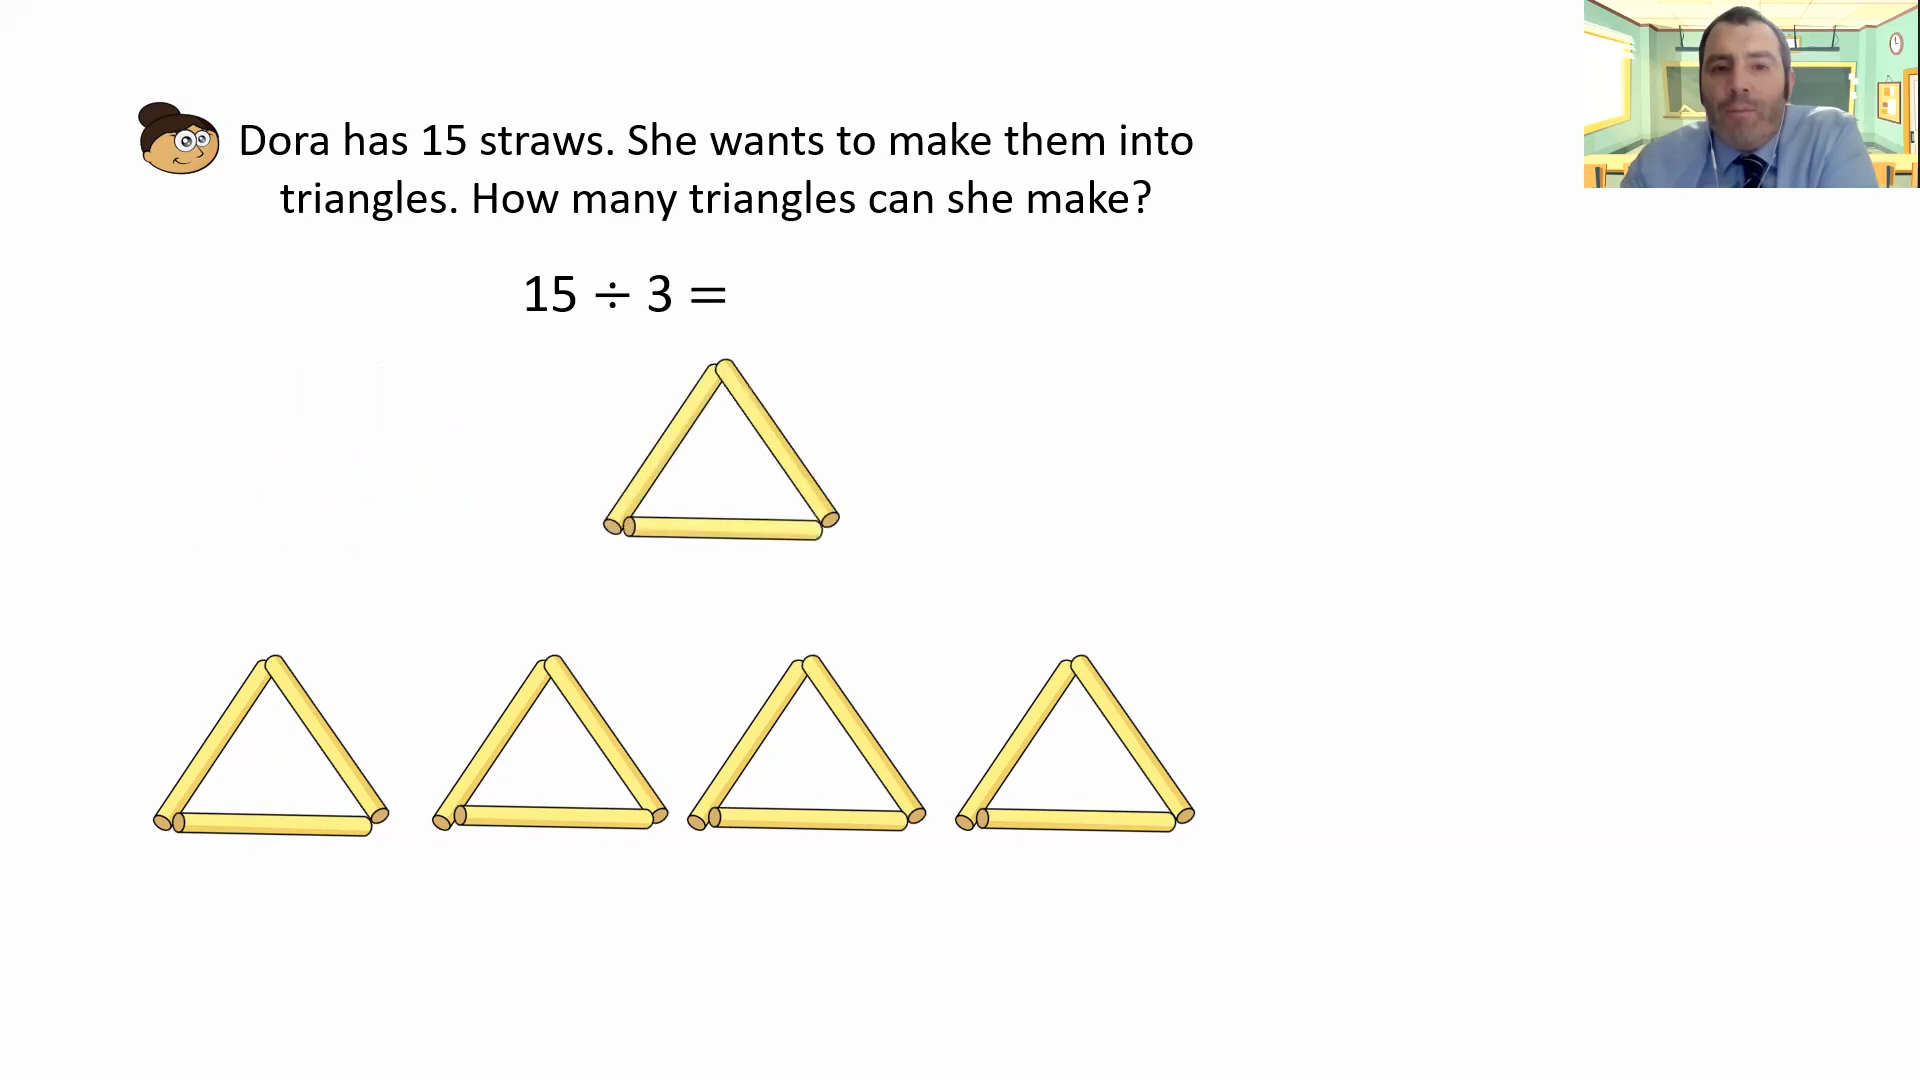 Dora has 15 straws. She wants to make them into
triangles. How many triangles can she make?
15 ÷ 3 =